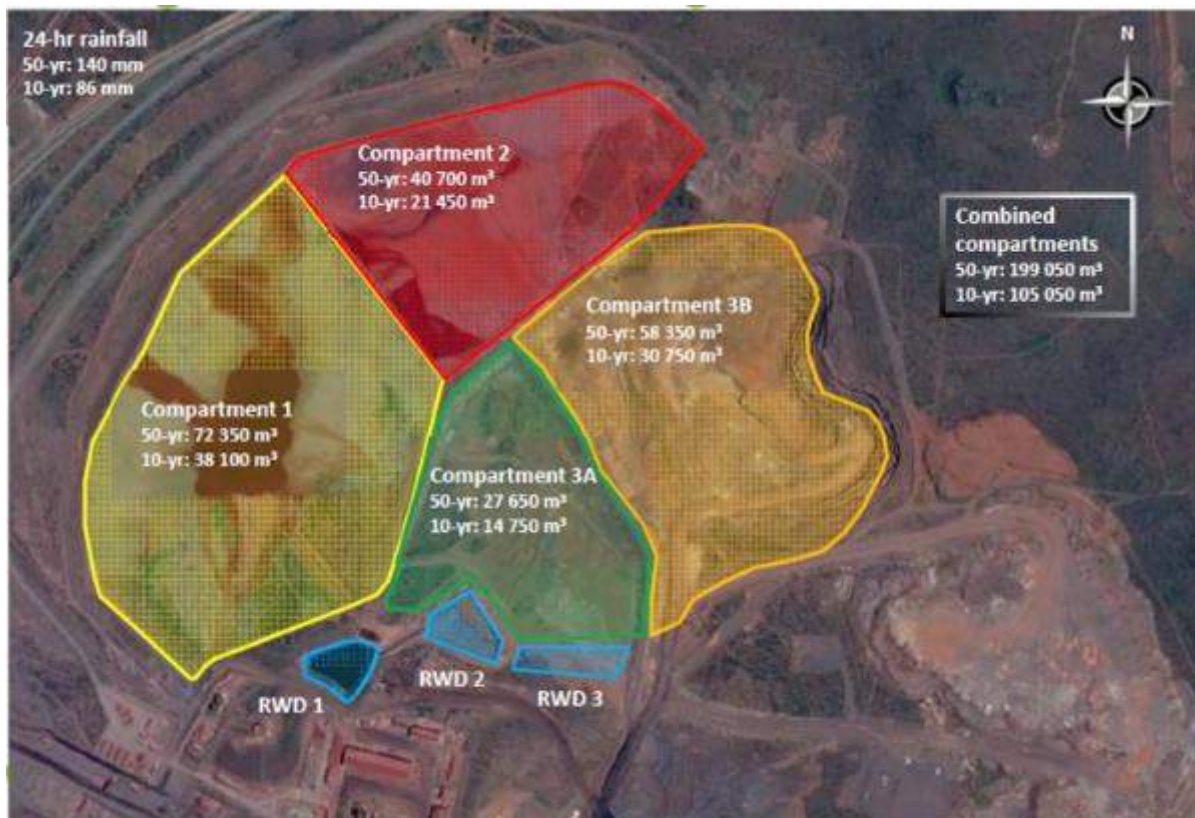 24-hr rainfall
50-yr: 140 mm
10-yr: 86 mm
N
Compartment 2
50-yr: 40 700 m³
10-yr: 21 450 m³
Combined
compartments
50-yr: 199 050 m³
10-yr: 105 050 m³
Compartment 3B
50-yr: 58 350 m³
10-yr: 30 750 m³
Compartment 1
50-yr: 72 350 m³
10-yr: 38 100 m³
Compartment 3A
50-yr: 27 650 m³
10-yr: 14 750 m³
RWD 1
RWD 2
RWD 3